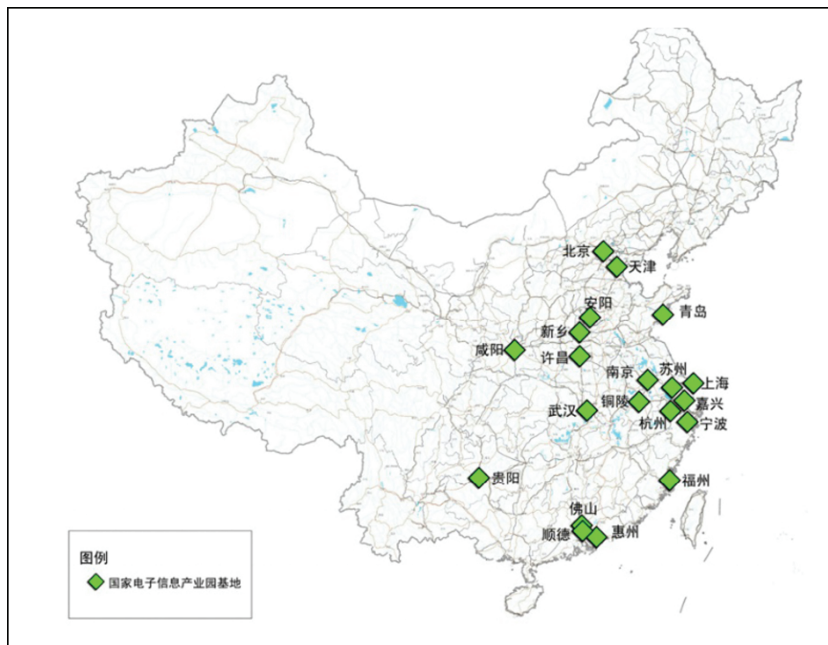 北京
天津
安阳
青岛
新乡
咸阳
许昌
南京
苏州
上海
铜陵
嘉兴
武汉
杭州
宁波
贵阳
福州
佛山
顺德
惠州
图例
国家电子信息产业园基地